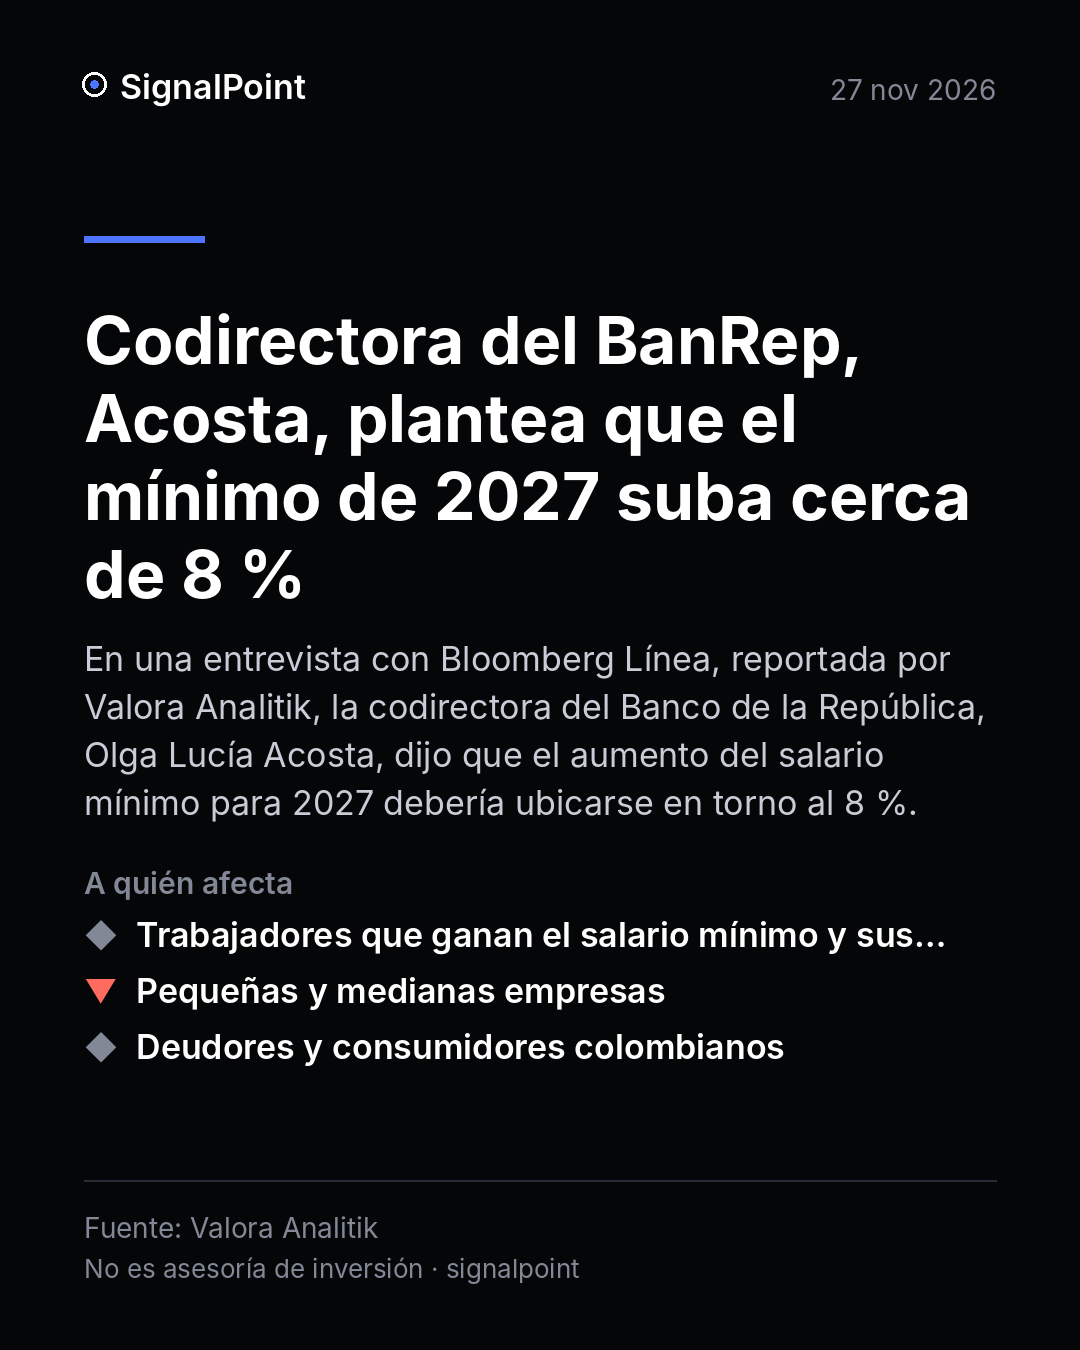 SignalPoint
27 nov 2026
Codirectora del BanRep,
Acosta, plantea que el
mínimo de 2027 suba cerca
de 8 %
En una entrevista con Bloomberg Línea, reportada por
Valora Analitik, la codirectora del Banco de la República,
Olga Lucía Acosta, dijo que el aumento del salario
mínimo para 2027 debería ubicarse en torno al 8 %.
A quién afecta
Trabajadores que ganan el salario mínimo y sus...
Pequeñas y medianas empresas
Deudores y consumidores colombianos
Fuente: Valora Analitik
No es asesoría de inversión · signalpoint